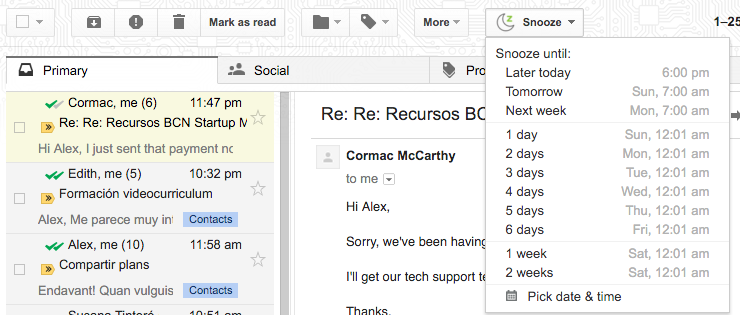 Mark as read
More
z Snooze
1–25
Primary
Social
Pro
Cormac, me (6) 11:47 pm
Re: Re: Recursos BCN Startup M
Hi Alex, I just sent that payment no
Edith, me (5) 10:32 pm
Formación videocurriculum
Alex, Me parece muy int Contacts
Alex, me (10) 11:58 am
Compartir plans
Endavant! Quan vulguis Contacts
Susana Tintoré 10:51 am
Re: Re: Recursos BCN
Cormac McCarthy
to me
Hi Alex,
Sorry, we've been having
I'll get our tech support te
Thanks,
Snooze until:
Later today 6:00 pm
Tomorrow Sun, 7:00 am
Next week Mon, 7:00 am
1 day Sun, 12:01 am
2 days Mon, 12:01 am
3 days Tue, 12:01 am
4 days Wed, 12:01 am
5 days Thu, 12:01 am
6 days Fri, 12:01 am
1 week Sat, 12:01 am
2 weeks Sat, 12:01 am
Pick date & time